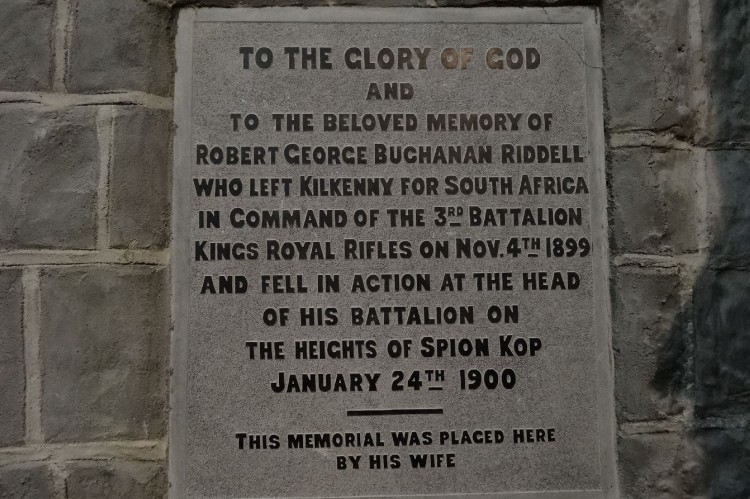 TO THE GLORY OF GOD
AND
TO THE BELOVED MEMORY OF
ROBERT GEORGE BUCHANAN RIDDELL
WHO LEFT KILKENNY FOR SOUTH AFRICA
IN COMMAND OF THE 3RD BATTALION
KINGS ROYAL RIFLES ON NOV. 4TH 1899
AND FELL IN ACTION AT THE HEAD
OF HIS BATTALION ON
THE HEIGHTS OF SPION KOP
JANUARY 24TH 1900
THIS MEMORIAL WAS PLACED HERE
BY HIS WIFE